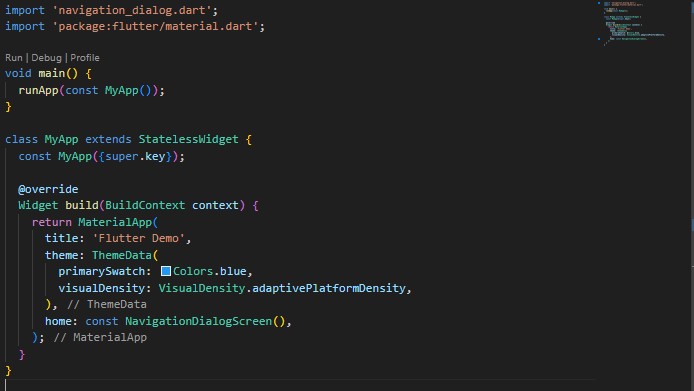 import 'navigation_dialog.dart';
import 'package:flutter/material.dart';
Run | Debug | Profile
void main() {
  runApp(const MyApp());
}
class MyApp extends StatelessWidget {
  const MyApp({super.key});
  @override
  Widget build(BuildContext context) {
    return MaterialApp(
      title: 'Flutter Demo',
      theme: ThemeData(
        primarySwatch: Colors.blue,
        visualDensity: VisualDensity.adaptivePlatformDensity,
      ), // ThemeData
      home: const NavigationDialogScreen(),
    ); // MaterialApp
  }
}